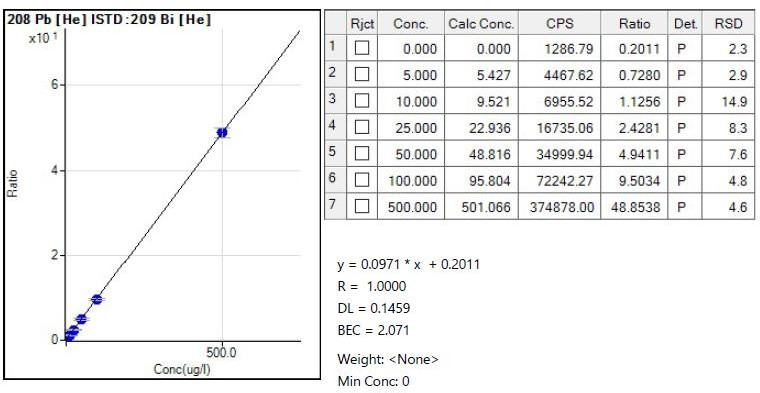 208 Pb [He] ISTD:209 Bi [He]
x10 1
6
4
2
0
Ratio
500.0
Conc(ug/l)
Rjct Conc. Calc Conc. CPS Ratio Det. RSD
1 0.000 0.000 1286.79 0.2011 P 2.3
2 5.000 5.427 4467.62 0.7280 P 2.9
3 10.000 9.521 6955.52 1.1256 P 14.9
4 25.000 22.936 16735.06 2.4281 P 8.3
5 50.000 48.816 34999.94 4.9411 P 7.6
6 100.000 95.804 72242.27 9.5034 P 4.8
7 500.000 501.066 374878.00 48.8538 P 4.6
y = 0.0971 * x + 0.2011
R = 1.0000
DL = 0.1459
BEC = 2.071
Weight: <None>
Min Conc: 0